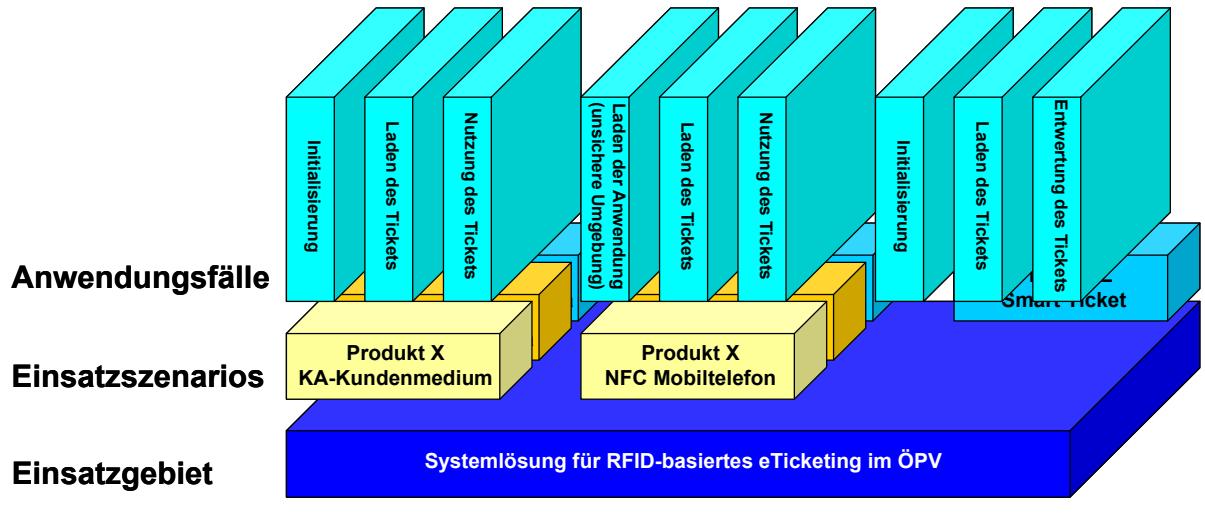 Initialisierung
Laden des Tickets
Nutzung des Tickets
Laden der Anwendung
(unsichere Umgebung)
Laden des Tickets
Nutzung des Tickets
Initialisierung
Laden des Tickets
Entwertung des Tickets
Anwendungsfälle
Smart Ticket
Produkt X
KA-Kundenmedium
Produkt X
NFC Mobiltelefon
Einsatzszenarios
Systemlösung für RFID-basiertes eTicketing im ÖPV
Einsatzgebiet